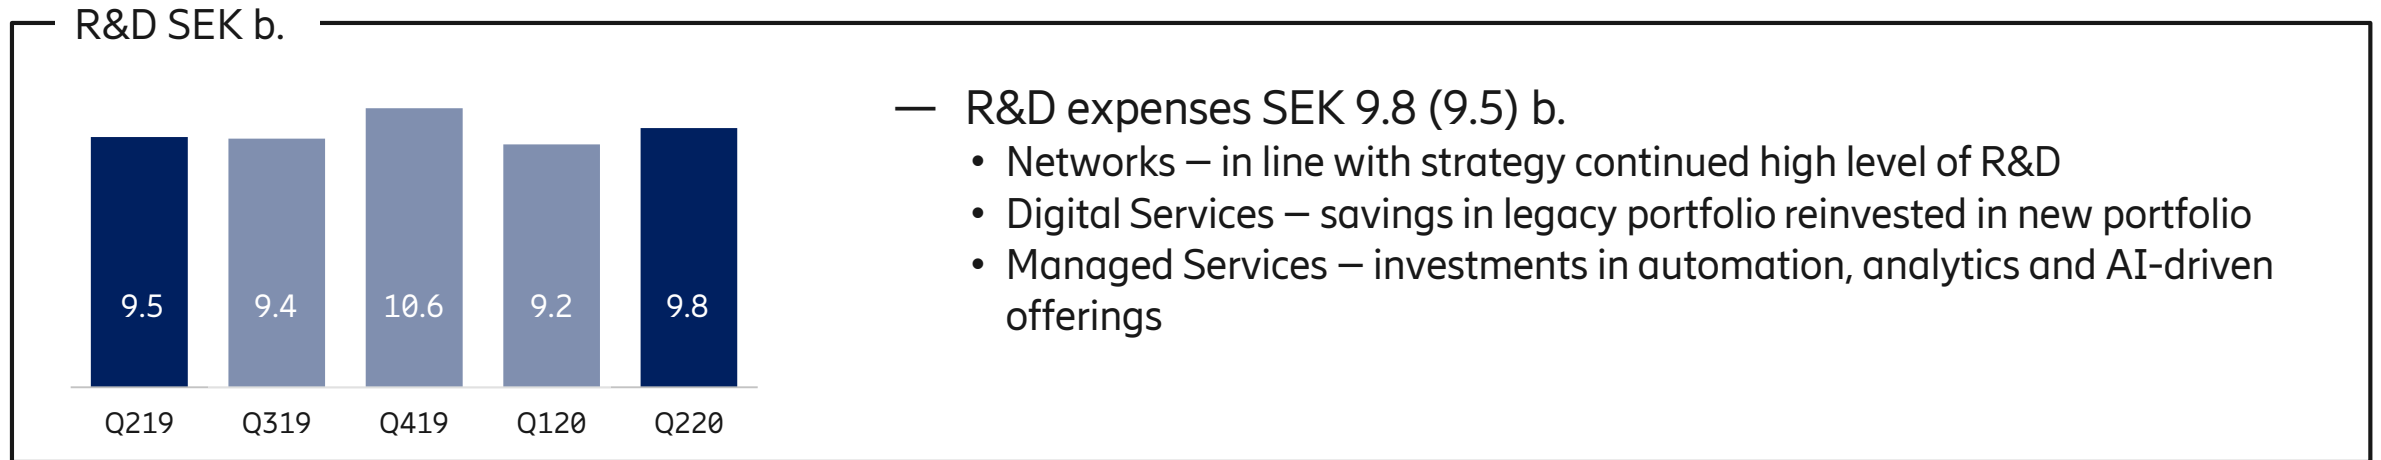 R&D SEK b.
9.5
9.4
10.6
9.2
9.8
Q219
Q319
Q419
Q120
Q220
— R&D expenses SEK 9.8 (9.5) b.
• Networks – in line with strategy continued high level of R&D
• Digital Services – savings in legacy portfolio reinvested in new portfolio
• Managed Services – investments in automation, analytics and AI-driven
offerings